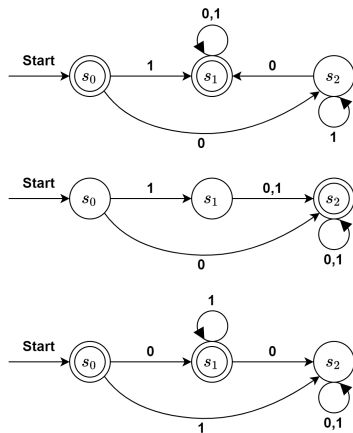 0,1
Start s₀ 1 s₁ 0 s₂
0 1
Start s₀ 1 s₁ 0,1 s₂
0 0,1
1
Start s₀ 0 s₁ 0 s₂
1 0,1